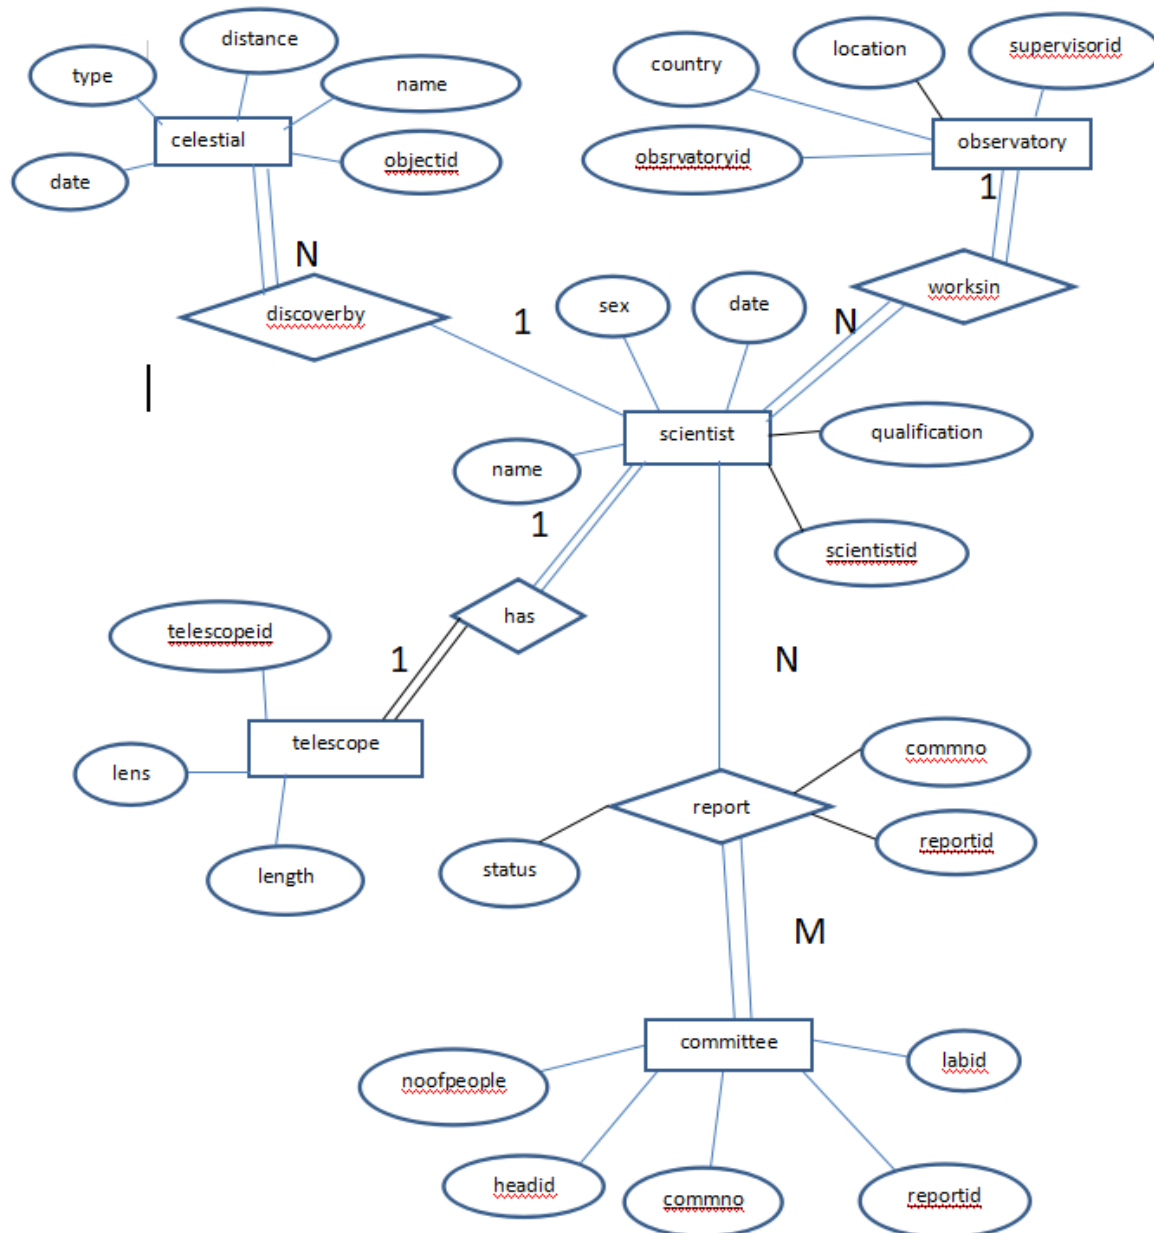 distance
location
supervisorid
country
type
name
celestial
observatory
obsrvatoryid
objectid
date
1
N
worksin
discoverby
sex
date
1
N
scientist
qualification
name
1
scientistid
has
telescopeid
1
N
telescope
commno
lens
report
reportid
status
length
M
committee
labid
noofpeople
headid
commno
reportid